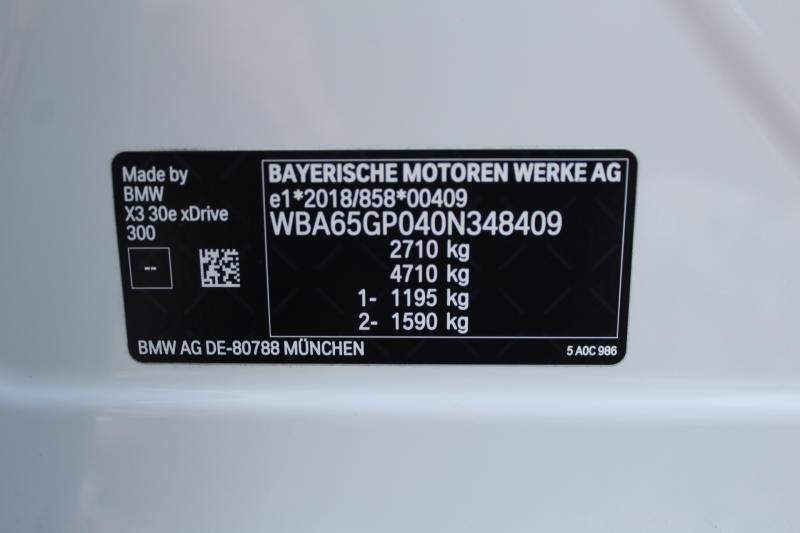 Made by
BMW
X3 30e xDrive
300
--
BAYERISCHE MOTOREN WERKE AG
e1*2018/858*00409
WBA65GP040N348409
2710 kg
4710 kg
1- 1195 kg
2- 1590 kg
BMW AG DE-80788 MÜNCHEN
5 A0C 986